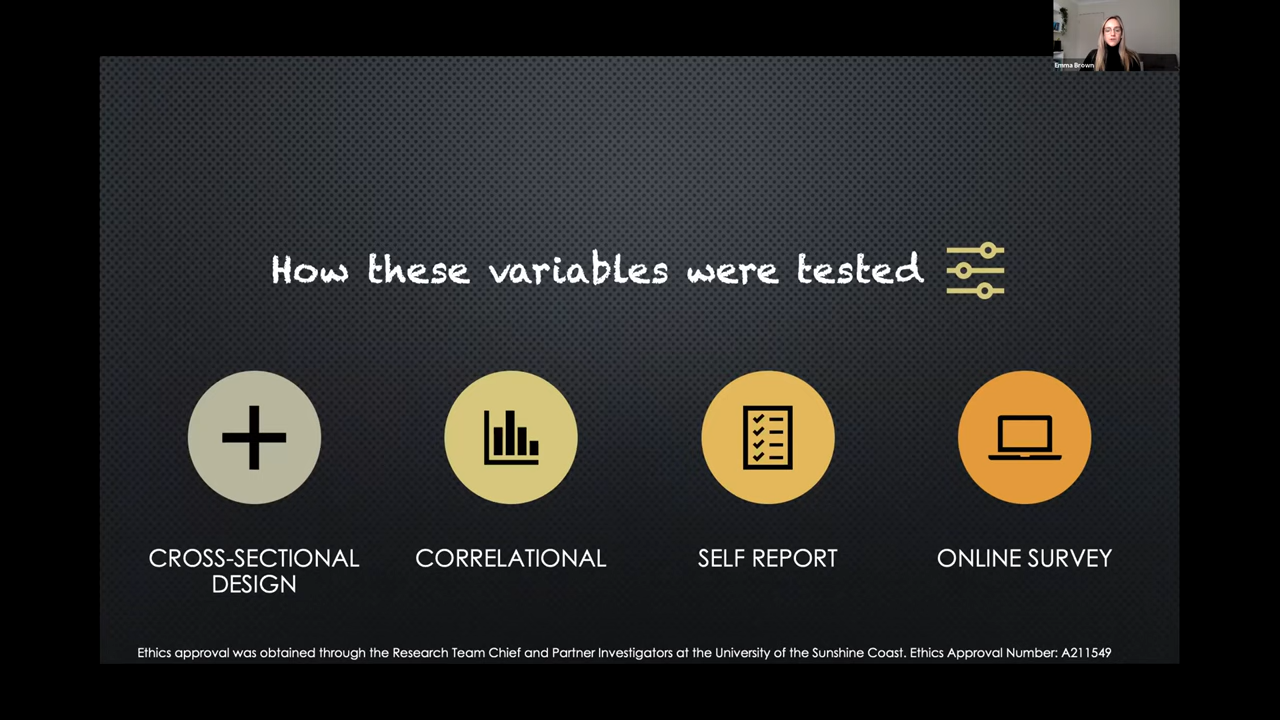 Emma Brown
How these variables were tested
CROSS-SECTIONAL
DESIGN
CORRELATIONAL
SELF REPORT
ONLINE SURVEY
Ethics approval was obtained through the Research Team Chief and Partner Investigators at the University of the Sunshine Coast. Ethics Approval Number: A211549